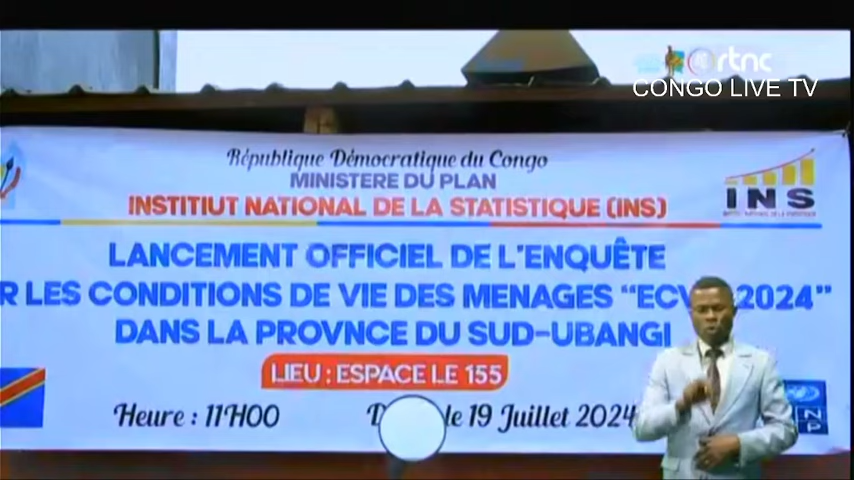 rtnc
CONGO LIVE TV
République Démocratique du Congo
MINISTERE DU PLAN
INSTITIUT NATIONAL DE LA STATISTIQUE (INS)
INS
LANCEMENT OFFICIEL DE L'ENQUÊTE
R LES CONDITIONS DE VIE DES MENAGES "ECV 2024"
DANS LA PROVNCE DU SUD-UBANGI
LIEU : ESPACE LE 155
Heure : 11H00 le 19 Juillet 2024